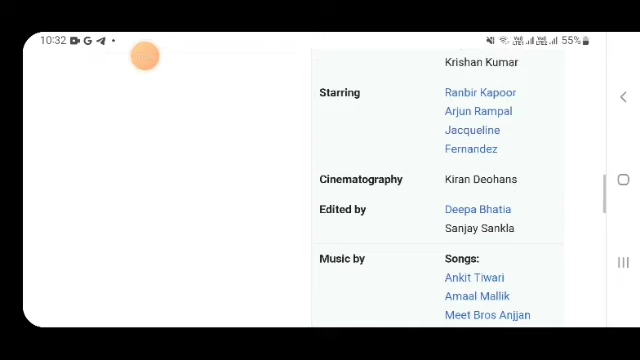 10:32
55%
Krishan Kumar
Starring
Ranbir Kapoor
Arjun Rampal
Jacqueline
Fernandez
Cinematography
Kiran Deohans
Edited by
Deepa Bhatia
Sanjay Sankla
Music by
Songs:
Ankit Tiwari
Amaal Mallik
Meet Bros Anjjan